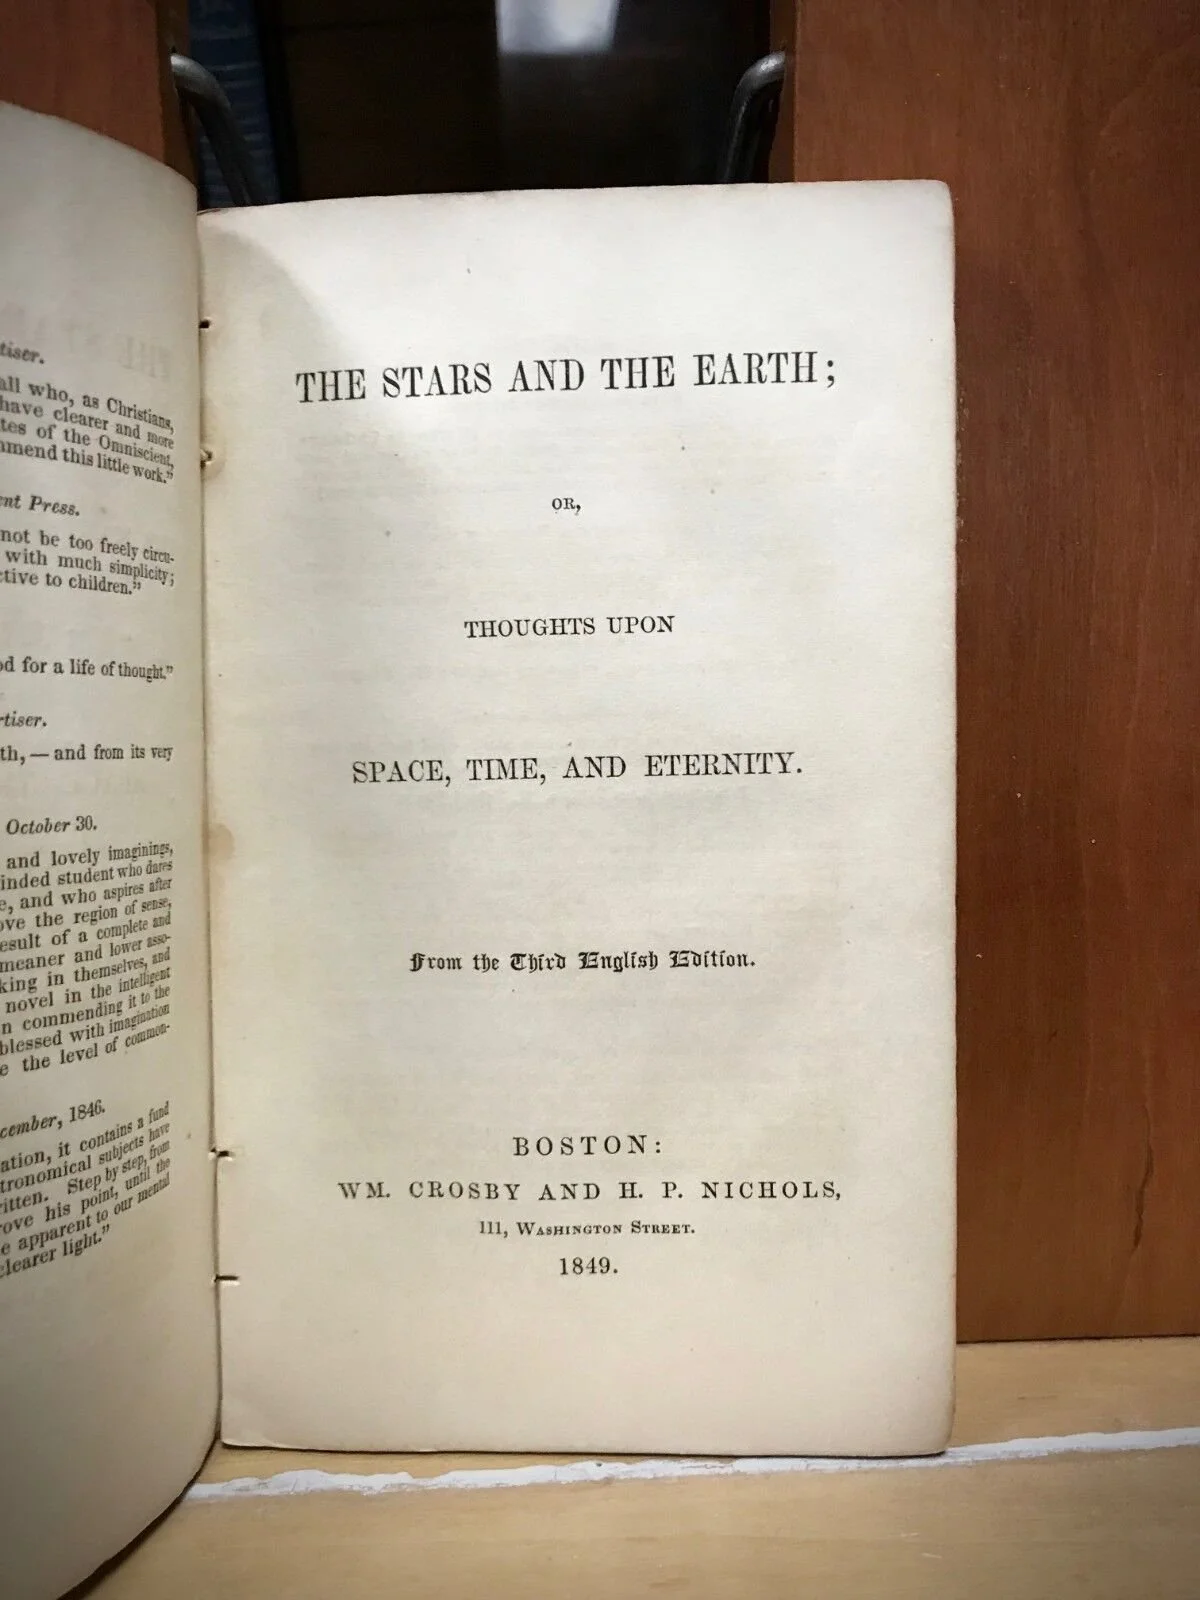 tiser.
all who, as Christians,
have clearer and more
tes of the Omniscient,
mmend this little work."
ent Press.
not be too freely circu-
with much simplicity;
ctive to children."
od for a life of thought."
rtiser.
th, — and from its very
October 30.
and lovely imaginings,
inded student who dares
e, and who aspires after
ove the region of sense,
esult of a complete and
meaner and lower asso-
king in themselves, and
novel in the intelligent
n commending it to the
blessed with imagination
e the level of common-
cember, 1846.
ation, it contains a fund
tronomical subjects have
ritten. Step by step, from
rove his point, until the
e apparent to our mental
clearer light."
THE STARS AND THE EARTH;
OR,
THOUGHTS UPON
SPACE, TIME, AND ETERNITY.
From the Third English Edition.
BOSTON:
WM. CROSBY AND H. P. NICHOLS,
111, WASHINGTON STREET.
1849.